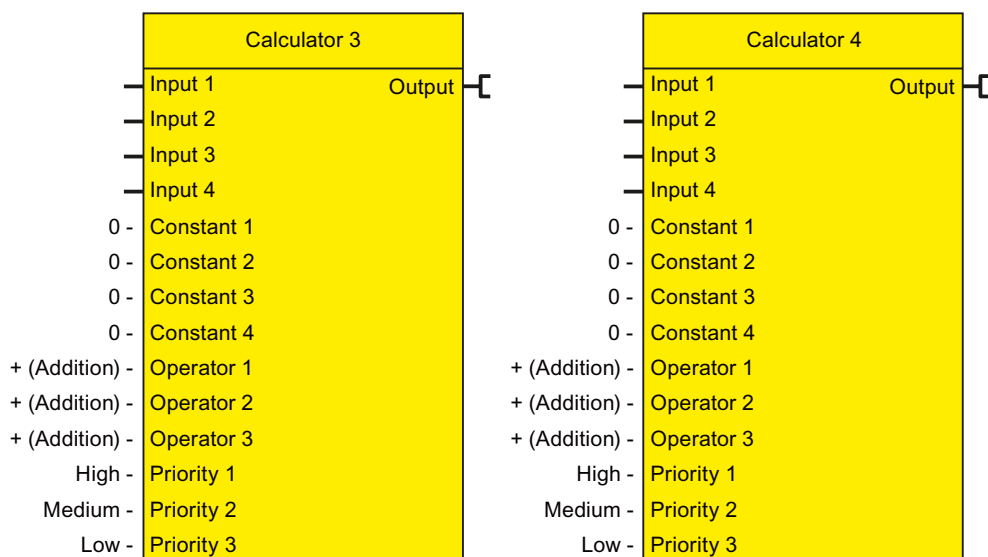 Calculator 3
Input 1 Output
Input 2
Input 3
Input 4
0 - Constant 1
0 - Constant 2
0 - Constant 3
0 - Constant 4
+ (Addition) - Operator 1
+ (Addition) - Operator 2
+ (Addition) - Operator 3
High - Priority 1
Medium - Priority 2
Low - Priority 3
Calculator 4
Input 1 Output
Input 2
Input 3
Input 4
0 - Constant 1
0 - Constant 2
0 - Constant 3
0 - Constant 4
+ (Addition) - Operator 1
+ (Addition) - Operator 2
+ (Addition) - Operator 3
High - Priority 1
Medium - Priority 2
Low - Priority 3